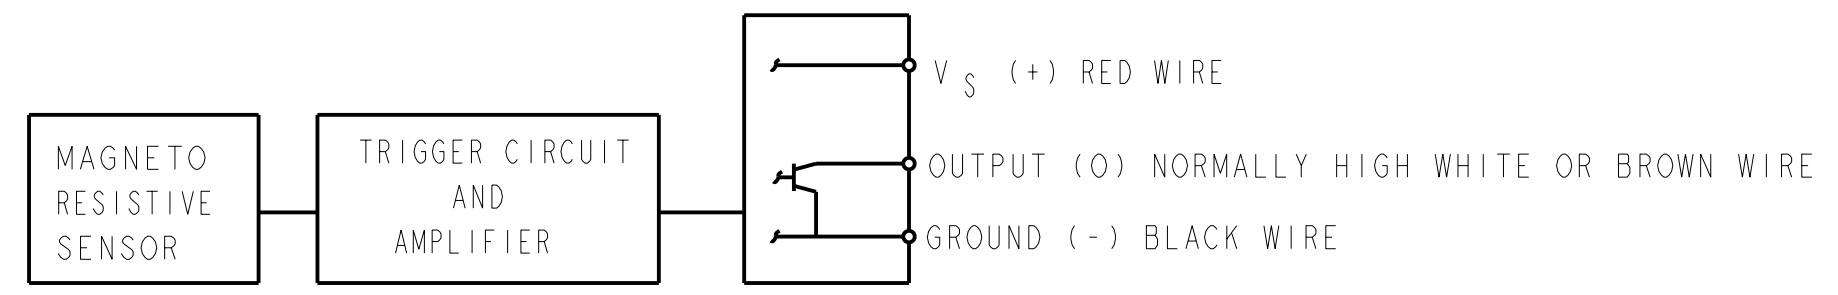 MAGNETO
RESISTIVE
SENSOR
TRIGGER CIRCUIT
AND
AMPLIFIER
VS (+) RED WIRE
OUTPUT (O) NORMALLY HIGH WHITE OR BROWN WIRE
GROUND (-) BLACK WIRE